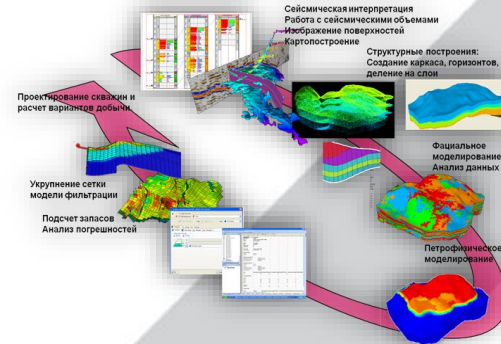 Сейсмическая интерпретация
Работа с сейсмическими объемами
Изображение поверхностей
Картопостроение
Структурные построения:
Создание каркаса, горизонтов,
деление на слои
Проектирование скважин и
расчет вариантов добычи
Фациальное
моделирование
Анализ данных
Укрупнение сетки
модели фильтрации
Подсчет запасов
Анализ погрешностей
Петрофизическое
моделирование